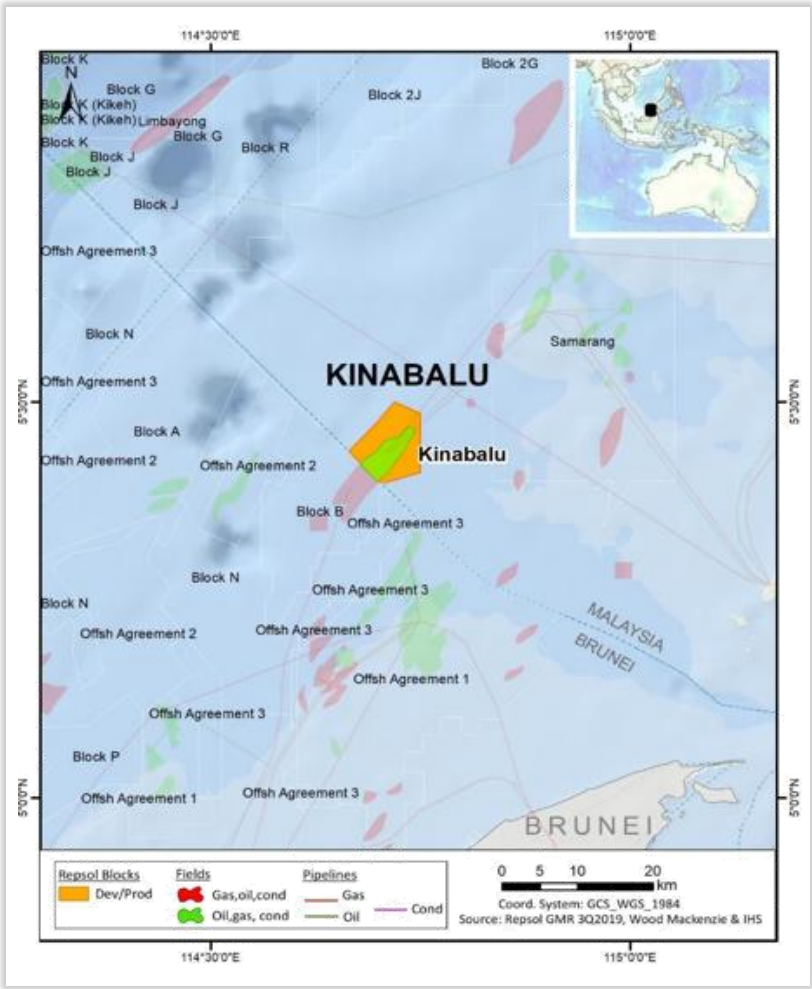 114°30'0"E 115°0'0"E
Block K
N
Block G
Block 2G
Block 2J
Block K (Kikeh)
Block K (Kikeh)
Limbayong
Block G
Block K
Block R
Block J
Block J
Block J
Offsh Agreement 3
Block N
Samarang
KINABALU
Offsh Agreement 3
5°30'0"N
5°30'0"N
Block A
Kinabalu
Offsh Agreement 2
Offsh Agreement 2
Block B
Offsh Agreement 3
Block N
Offsh Agreement 3
Block N
MALAYSIA
BRUNEI
Offsh Agreement 2
Offsh Agreement 3
Offsh Agreement 1
Offsh Agreement 3
Block P
Offsh Agreement 1
Offsh Agreement 3
5°0'0"N
5°0'0"N
BRUNEI
Repsol Blocks
Dev/Prod
Fields
Gas,oil,cond
Oil,gas, cond
Pipelines
Gas
Oil
Cond
0 5 10 20
km
Coord. System: GCS_WGS_1984
Source: Repsol GMR 3Q2019, Wood Mackenzie & IHS
114°30'0"E 115°0'0"E